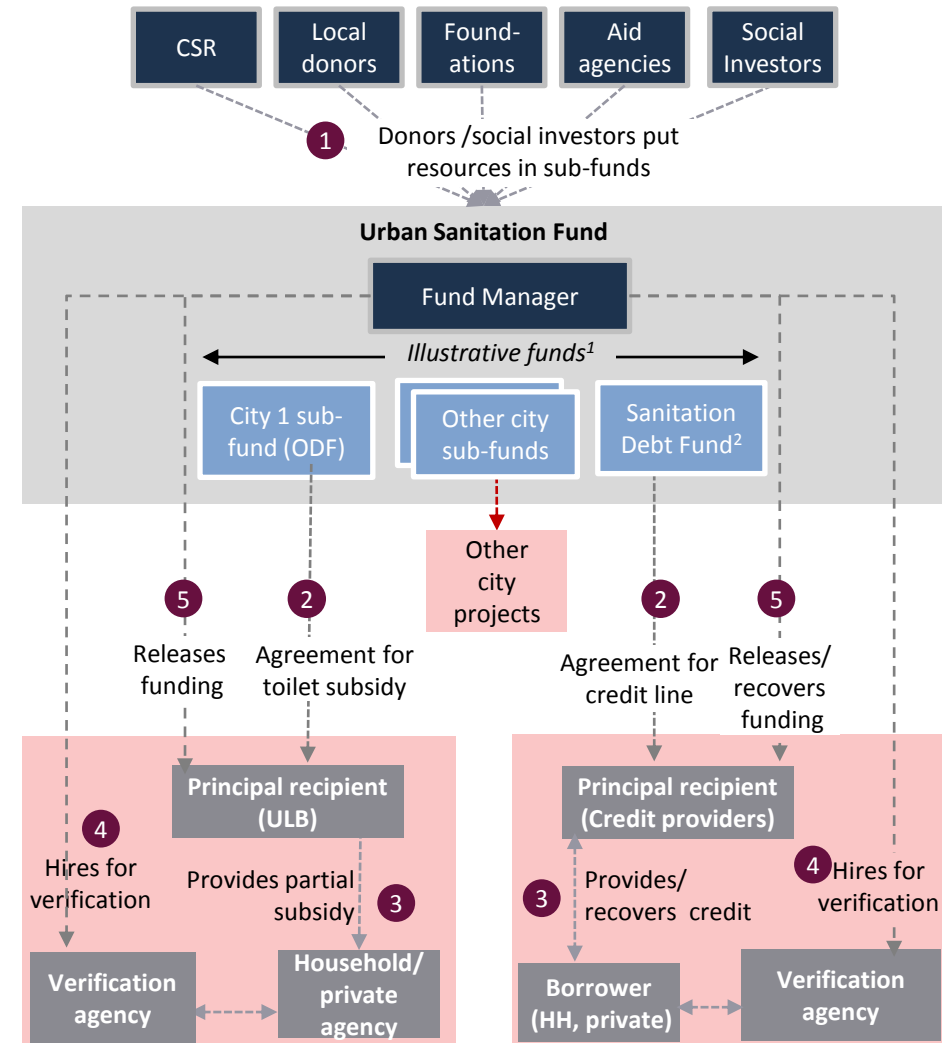 CSR
Local
donors
Found-
ations
Aid
agencies
Social
Investors
1
Donors /social investors put
resources in sub-funds
Urban Sanitation Fund
Fund Manager
Illustrative funds1
City 1 sub-
fund (ODF)
Other city
sub-funds
Sanitation
Debt Fund2
Other
city
projects
5
2
2
5
Releases
funding
Agreement for
toilet subsidy
Agreement for
credit line
Releases/
recovers
funding
Principal recipient
(ULB)
Principal recipient
(Credit providers)
4
Hires for
verification
Provides partial
subsidy
3
3
Provides/
recovers credit
4
Hires for
verification
Verification
agency
Household/
private
agency
Borrower
(HH, private)
Verification
agency